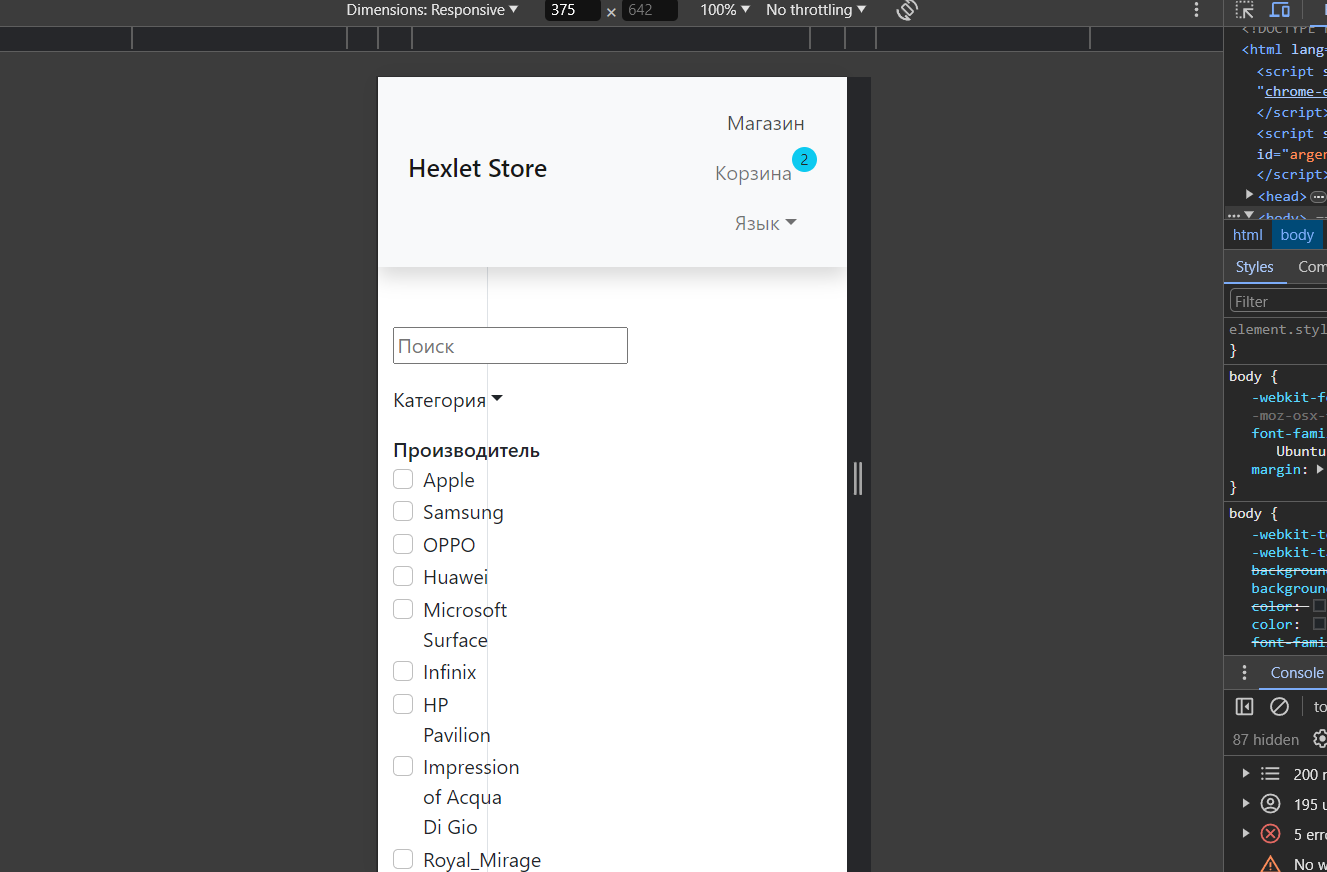 Dimensions: Responsive 375 × 642 100% No throttling
<!DOCTYPE
<html lang=
<script s
"chrome-e
</script>
<script s
id="arger
</script>
<head>
<body>
html body
Styles Com
Filter
element.styl
}
body {
-webkit-f
-moz-osx-
font-fami
Ubuntu
margin:
}
body {
-webkit-t
-webkit-t
backgroun
backgroun
color:
color:
font-fami
Console
to
87 hidden
200 r
195 u
5 erro
No w
Hexlet Store
Магазин
Корзина 2
Язык
Поиск
Категория
Производитель
Apple
Samsung
OPPO
Huawei
Microsoft
Surface
Infinix
HP
Pavilion
Impression
of Acqua
Di Gio
Royal_Mirage